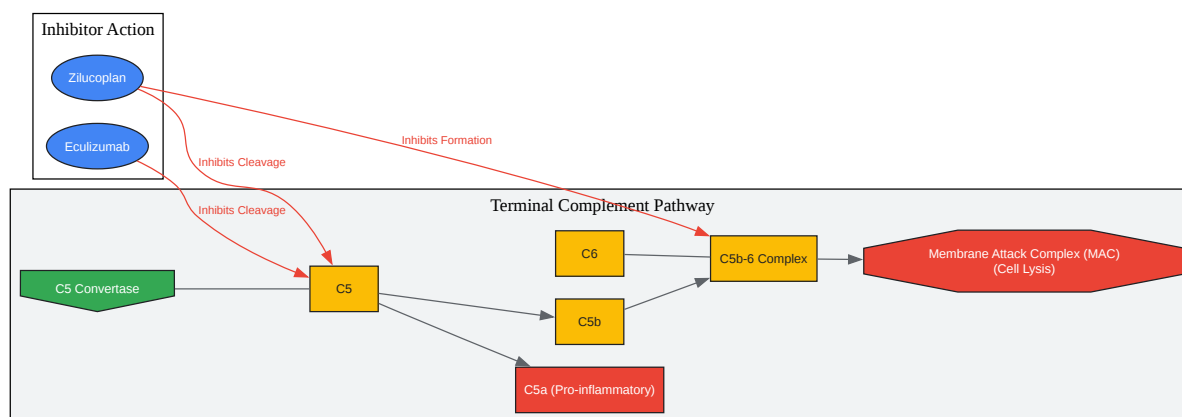 Inhibitor Action
Zilucoplan
Eculizumab
Inhibits Formation
Inhibits Cleavage
Inhibits Cleavage
Terminal Complement Pathway
C5 Convertase
C5
C6
C5b
C5a (Pro-inflammatory)
C5b-6 Complex
Membrane Attack Complex (MAC)
(Cell Lysis)